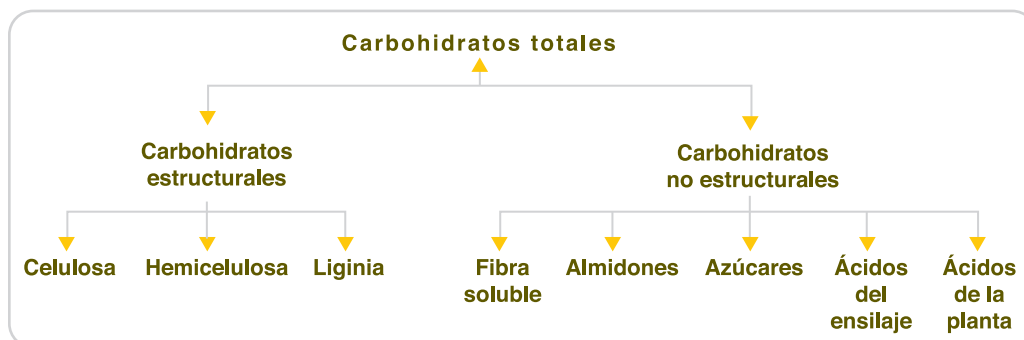 Carbohidratos totales
Carbohidratos
estructurales
Carbohidratos
no estructurales
Celulosa
Hemicelulosa
Liginia
Fibra
soluble
Almidones
Azúcares
Ácidos
del
ensilaje
Ácidos
de la
planta